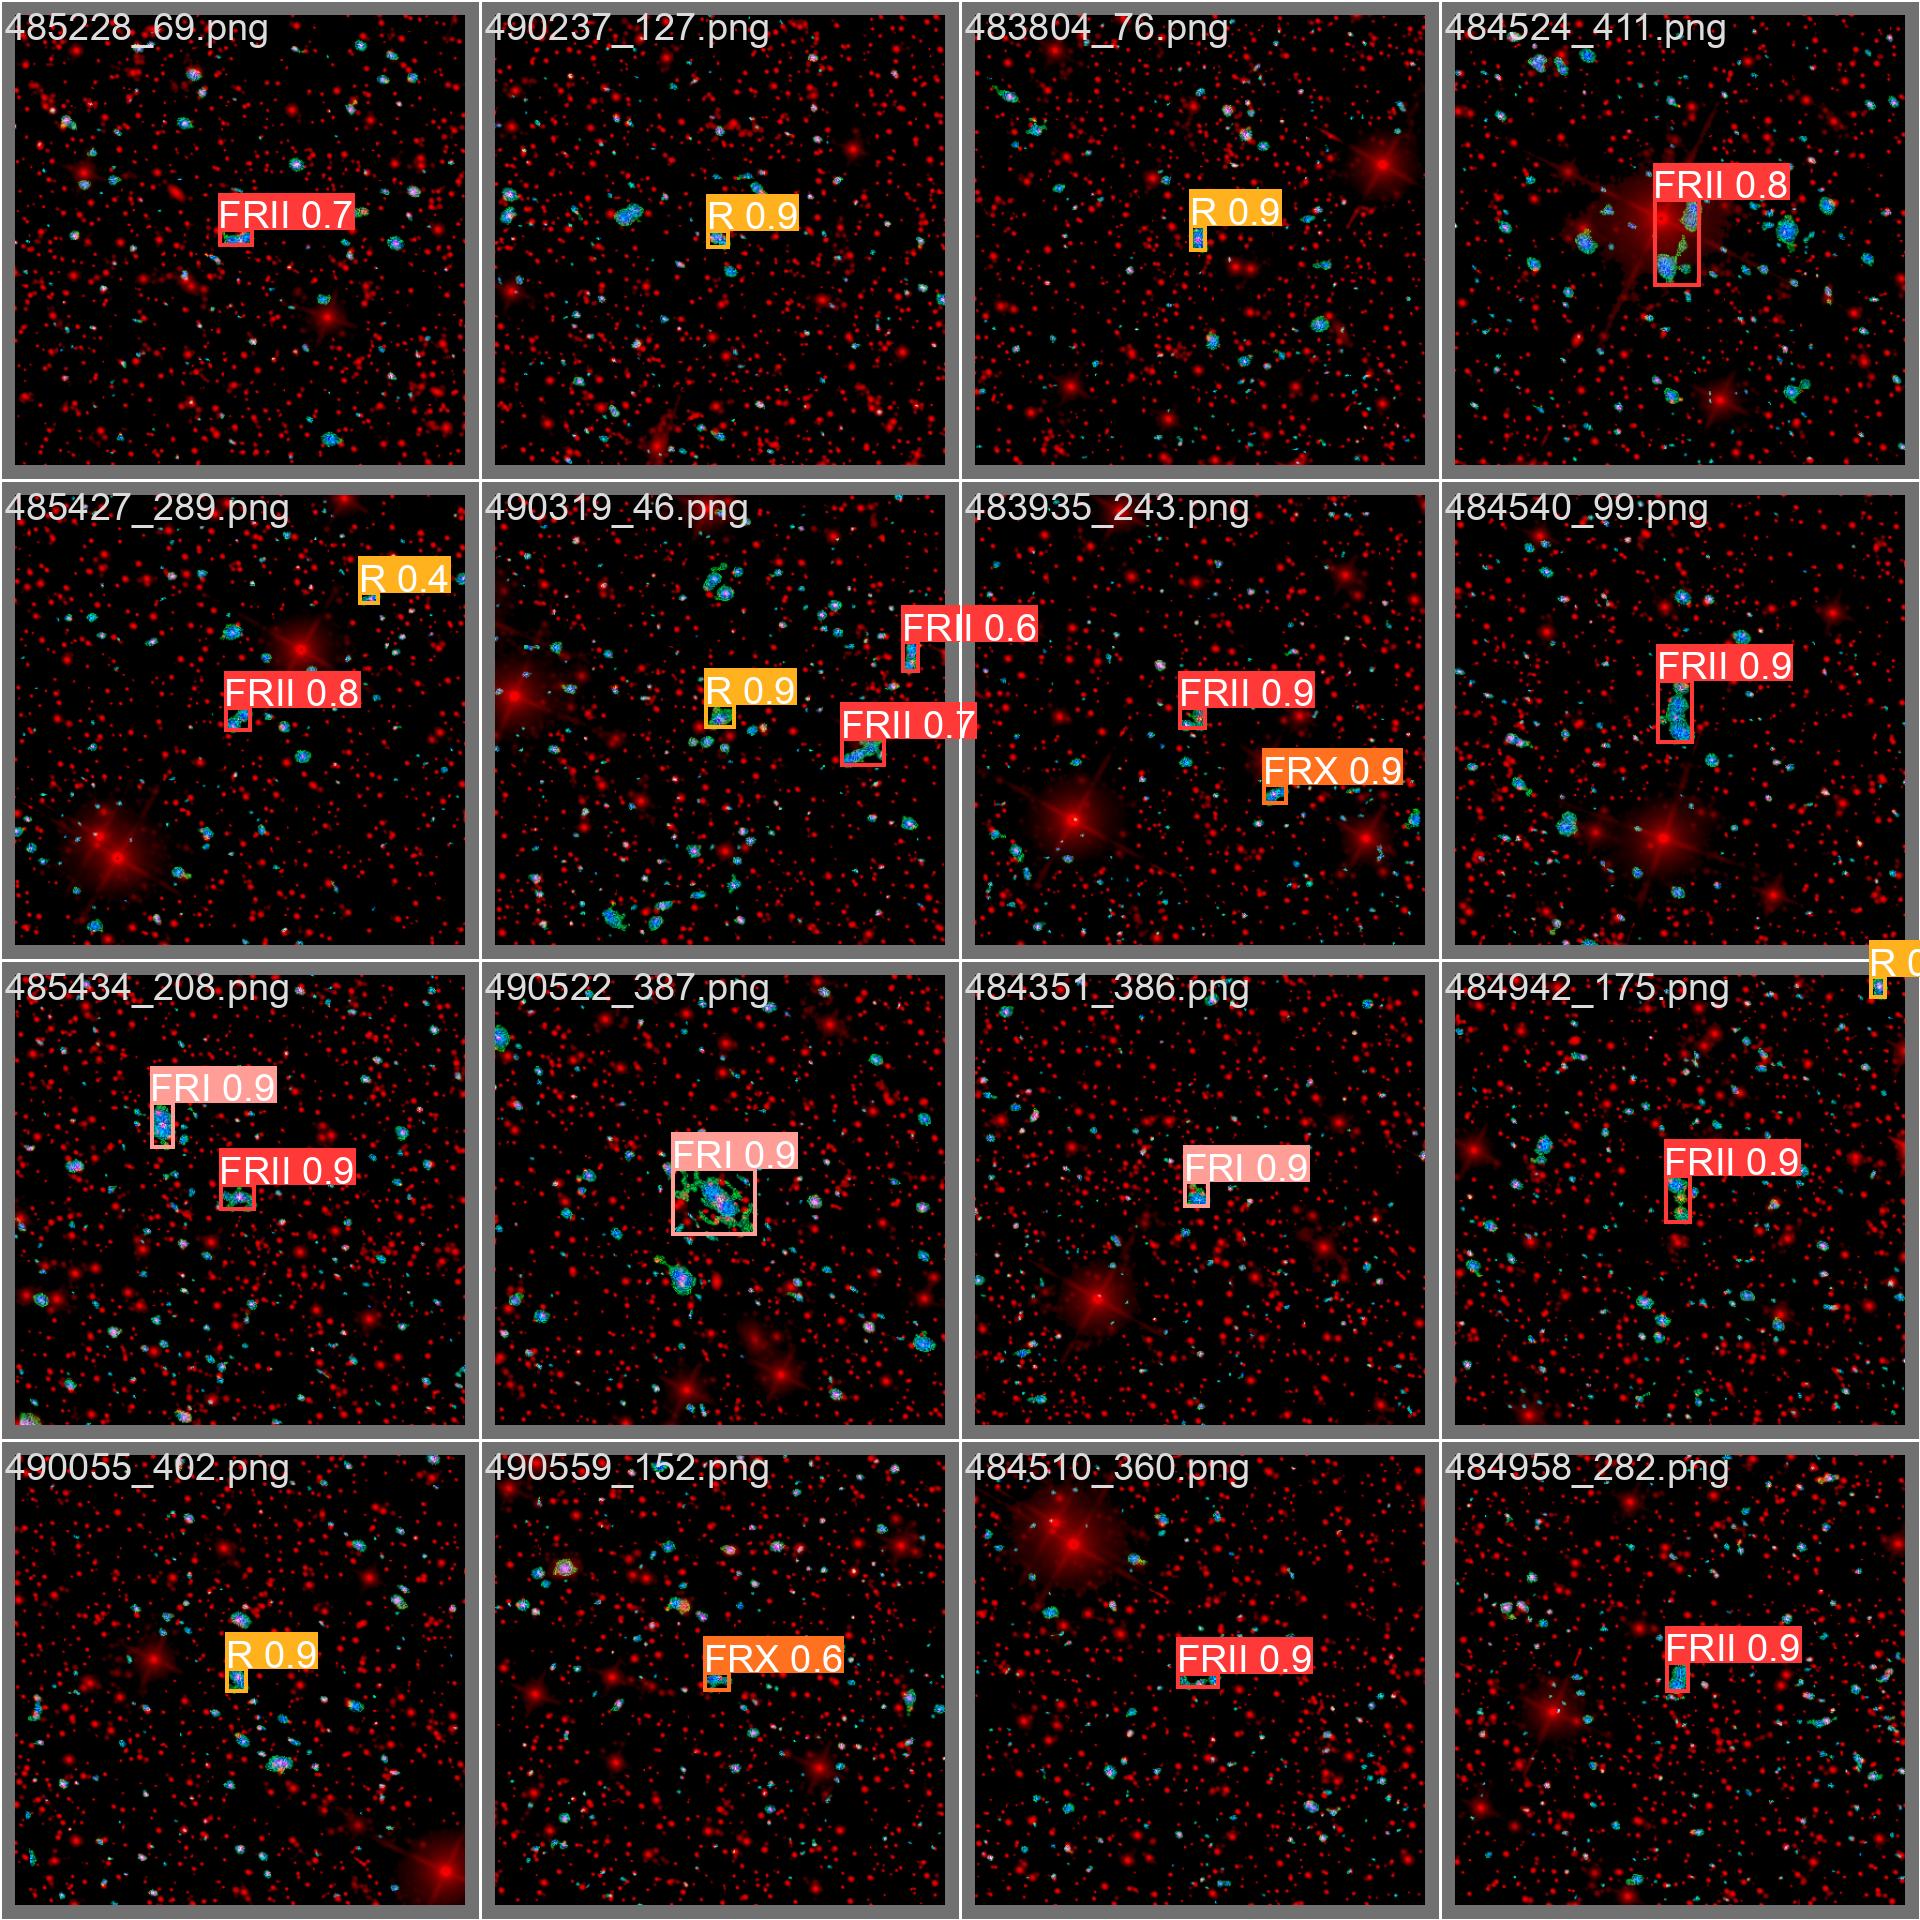 485228_69.png
FRII 0.7
490237_127.png
R 0.9
483804_76.png
R 0.9
484524_411.png
FRII 0.8
485427_289.png
R 0.4
FRII 0.8
490319_46.png
FRII 0.6
R 0.9
FRII 0.7
483935_243.png
FRII 0.9
FRX 0.9
484540_99.png
FRII 0.9
485434_208.png
FRI 0.9
FRII 0.9
490522_387.png
FRI 0.9
484351_386.png
FRI 0.9
484942_175.png
R
FRII 0.9
490055_402.png
R 0.9
490559_152.png
FRX 0.6
484510_360.png
FRII 0.9
484958_282.png
FRII 0.9